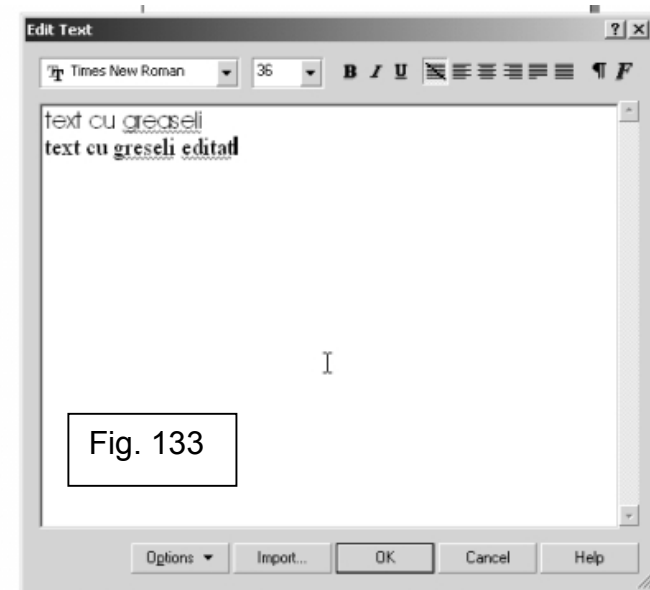 Edit Text
Times New Roman 36 B I U ¶ F
text cu greaseli
text cu greseli editat
Fig. 133
Options Import... OK Cancel Help